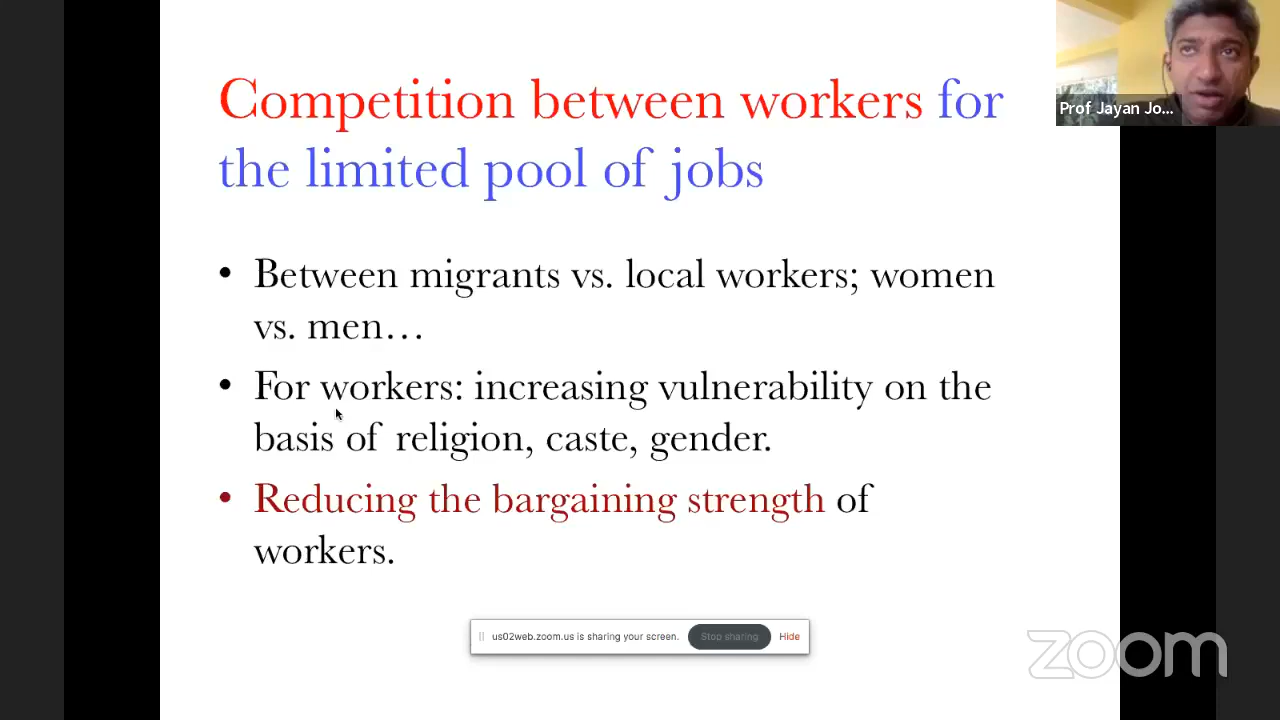 Competition between workers for
the limited pool of jobs
• Between migrants vs. local workers; women
vs. men…
• For workers: increasing vulnerability on the
basis of religion, caste, gender.
• Reducing the bargaining strength of
workers.
Prof Jayan Jo...
us02web.zoom.us is sharing your screen. Stop sharing Hide
zoom